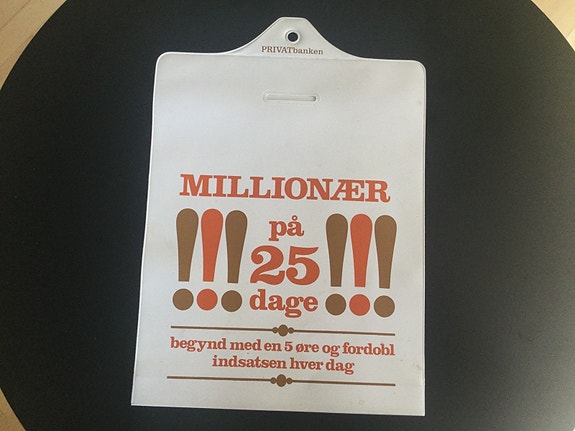 PRIVATbanken
MILLIONÆR
!!! på !!!
25
dage
begynd med en 5 øre og fordobl
indsatsen hver dag